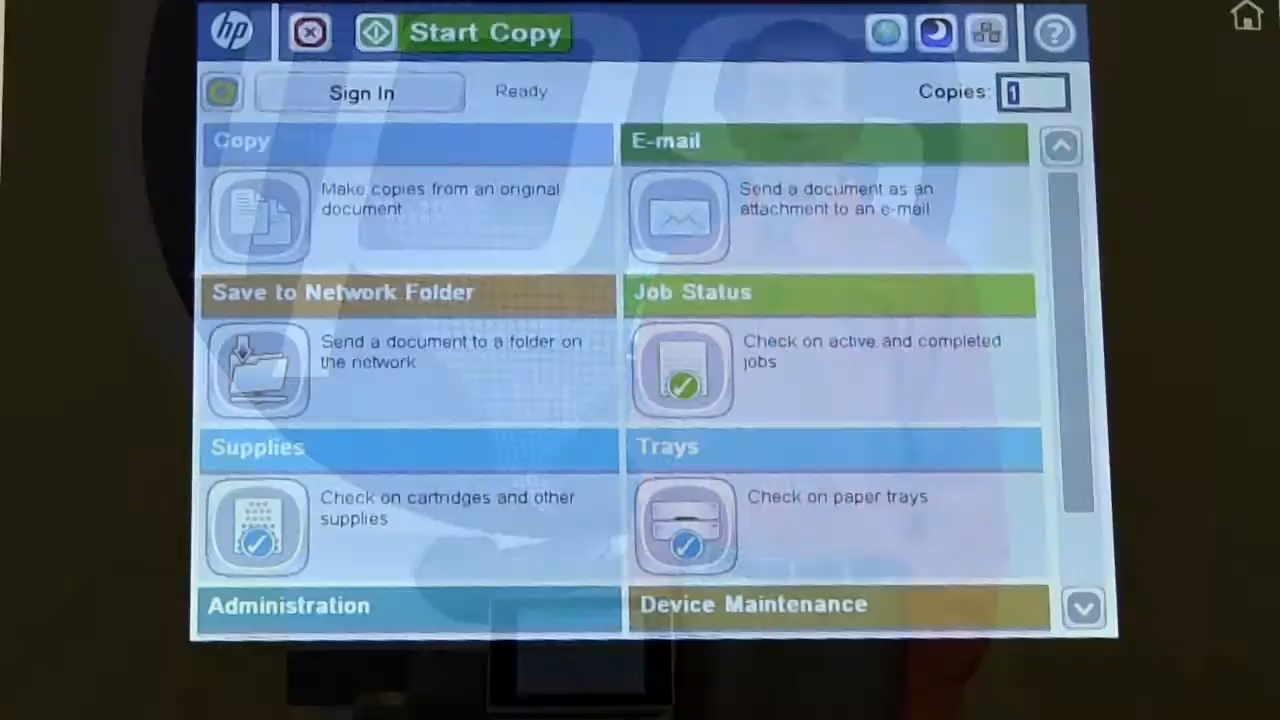 hp
Start Copy
?
Sign In
Ready
Copies: 1
Copy
E-mail
Make copies from an original
document
Send a document as an
attachment to an e-mail
Save to Network Folder
Job Status
Send a document to a folder on
the network
Check on active and completed
jobs
Supplies
Trays
Check on cartridges and other
supplies
Check on paper trays
Administration
Device Maintenance